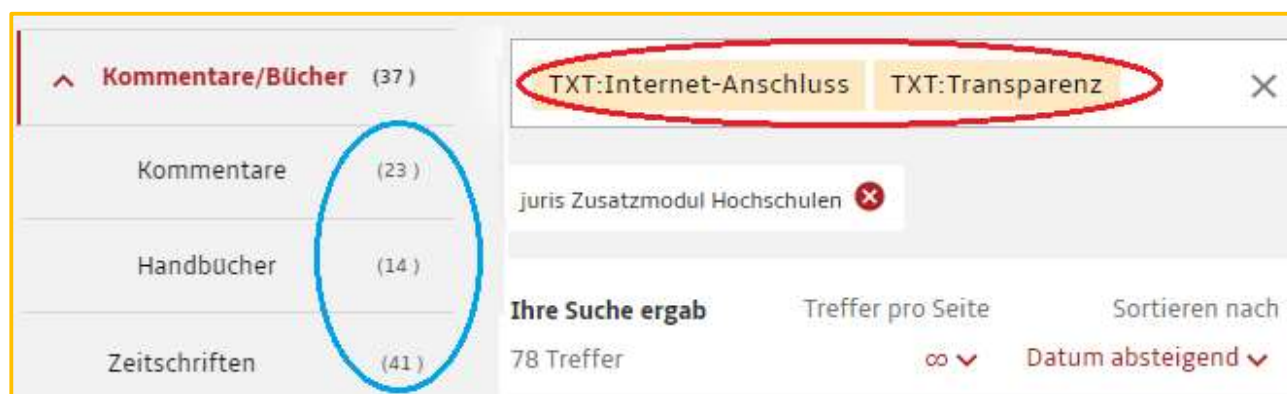 Kommentare/Bücher (37)
Kommentare (23)
Handbücher (14)
Zeitschriften (41)
TXT:Internet-Anschluss TXT:Transparenz
juris Zusatzmodul Hochschulen
Ihre Suche ergab Treffer pro Seite Sortieren nach
78 Treffer ∞ Datum absteigend